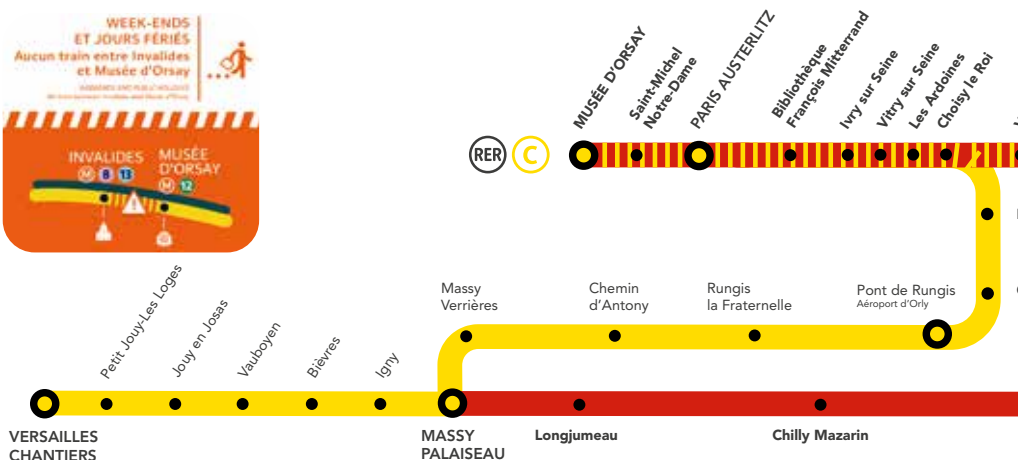 WEEK-ENDS
ET JOURS FÉRIÉS
Aucun train entre Invalides
et Musée d'Orsay
INVALIDES
M 8 13
MUSÉE
D'ORSAY
M 12
RER C
MUSÉE D'ORSAY
Saint-Michel
Notre-Dame
PARIS AUSTERLITZ
Bibliothèque
François Mitterrand
Ivry sur Seine
Vitry sur Seine
Les Ardoines
Choisy le Roi
Massy
Verrières
Chemin
d'Antony
Rungis
la Fraternelle
Pont de Rungis
Aéroport d'Orly
Petit Jouy-Les Loges
Jouy en Josas
Vauboyen
Bièvres
Igny
VERSAILLES
CHANTIERS
MASSY
PALAISEAU
Longjumeau
Chilly Mazarin